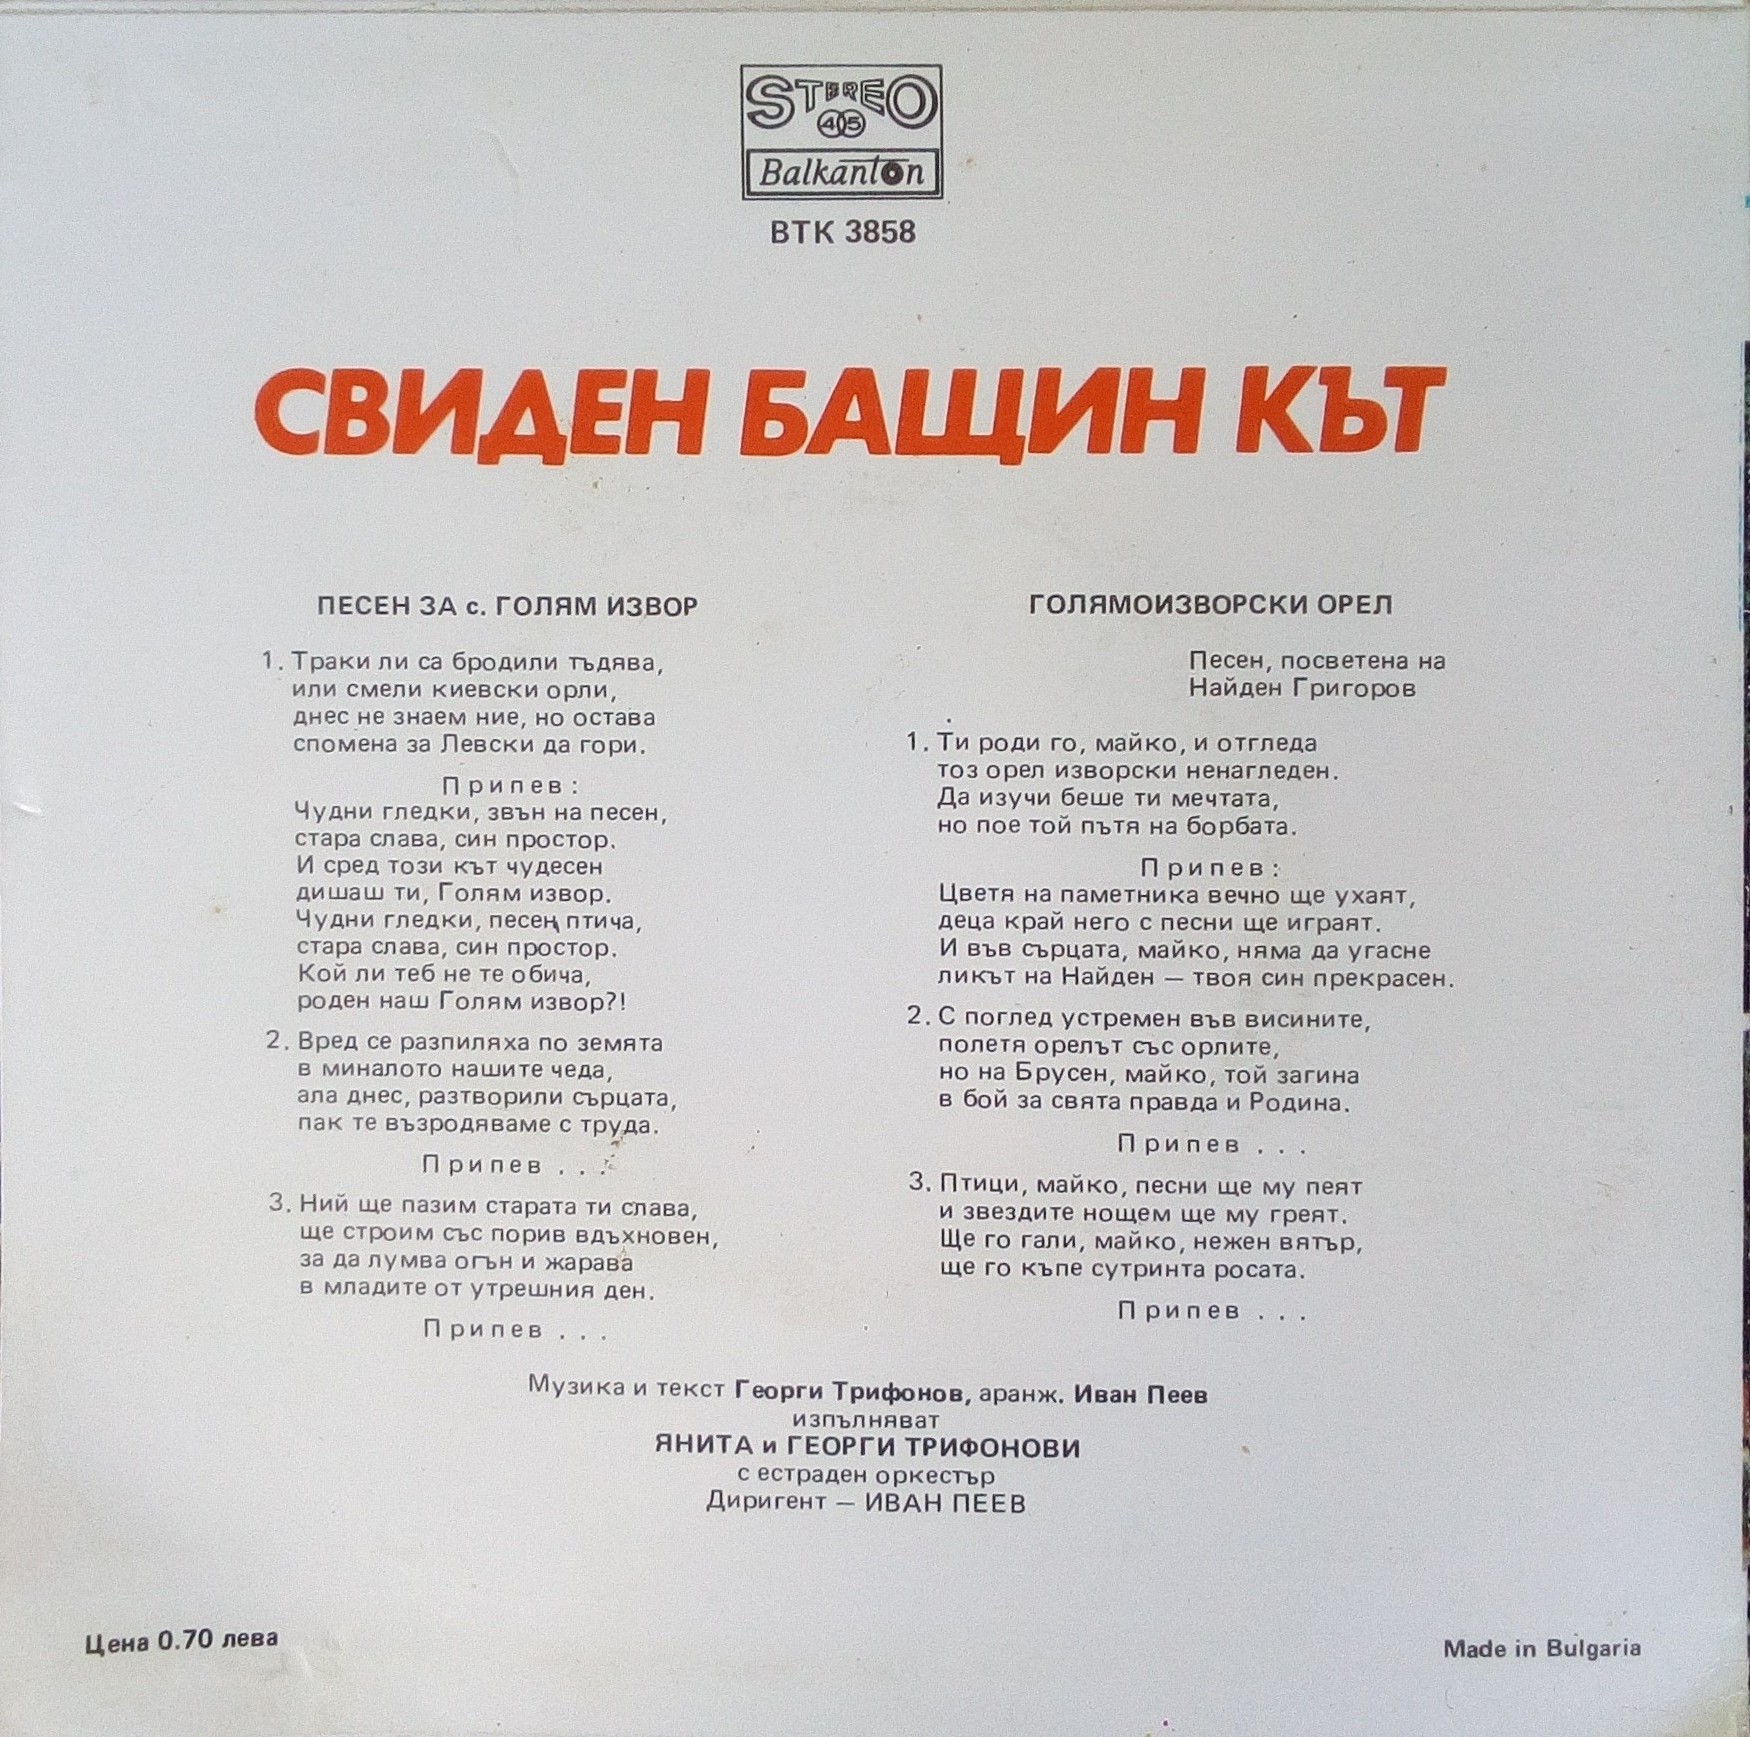 STEREO
45
Balkanton
ВТК 3858
СВИДЕН БАЩИН КЪТ
ПЕСЕН ЗА с. ГОЛЯМ ИЗВОР
1. Траки ли са бродили тъдява,
или смели киевски орли,
днес не знаем ние, но остава
спомена за Левски да гори.
Припев:
Чудни гледки, звън на песен,
стара слава, син простор.
И сред този кът чудесен
дишаш ти, Голям извор.
Чудни гледки, песен птича,
стара слава, син простор.
Кой ли теб не те обича,
роден наш Голям извор?!
2. Вред се разпиляха по земята
в миналото нашите чеда,
ала днес, разтворили сърцата,
пак те възродяваме с труда.
Припев . . .
3. Ний ще пазим старата ти слава,
ще строим със порив вдъхновен,
за да лумва огън и жарава
в младите от утрешния ден.
Припев . . .
ГОЛЯМОИЗВОРСКИ ОРЕЛ
Песен, посветена на
Найден Григоров
1. Ти роди го, майко, и отгледа
тоз орел изворски ненагледен.
Да изучи беше ти мечтата,
но пое той пътя на борбата.
Припев:
Цветя на паметника вечно ще ухаят,
деца край него с песни ще играят.
И във сърцата, майко, няма да угасне
ликът на Найден — твоя син прекрасен.
2. С поглед устремен във висините,
полетя орелът със орлите,
но на Брусен, майко, той загина
в бой за свята правда и Родина.
Припев . . .
3. Птици, майко, песни ще му пеят
и звездите нощем ще му греят.
Ще го гали, майко, нежен вятър,
ще го къпе сутринта росата.
Припев . . .
Музика и текст Георги Трифонов, аранж. Иван Пеев
изпълняват
ЯНИТА и ГЕОРГИ ТРИФОНОВИ
с естраден оркестър
Диригент — ИВАН ПЕЕВ
Цена 0.70 лева
Made in Bulgaria